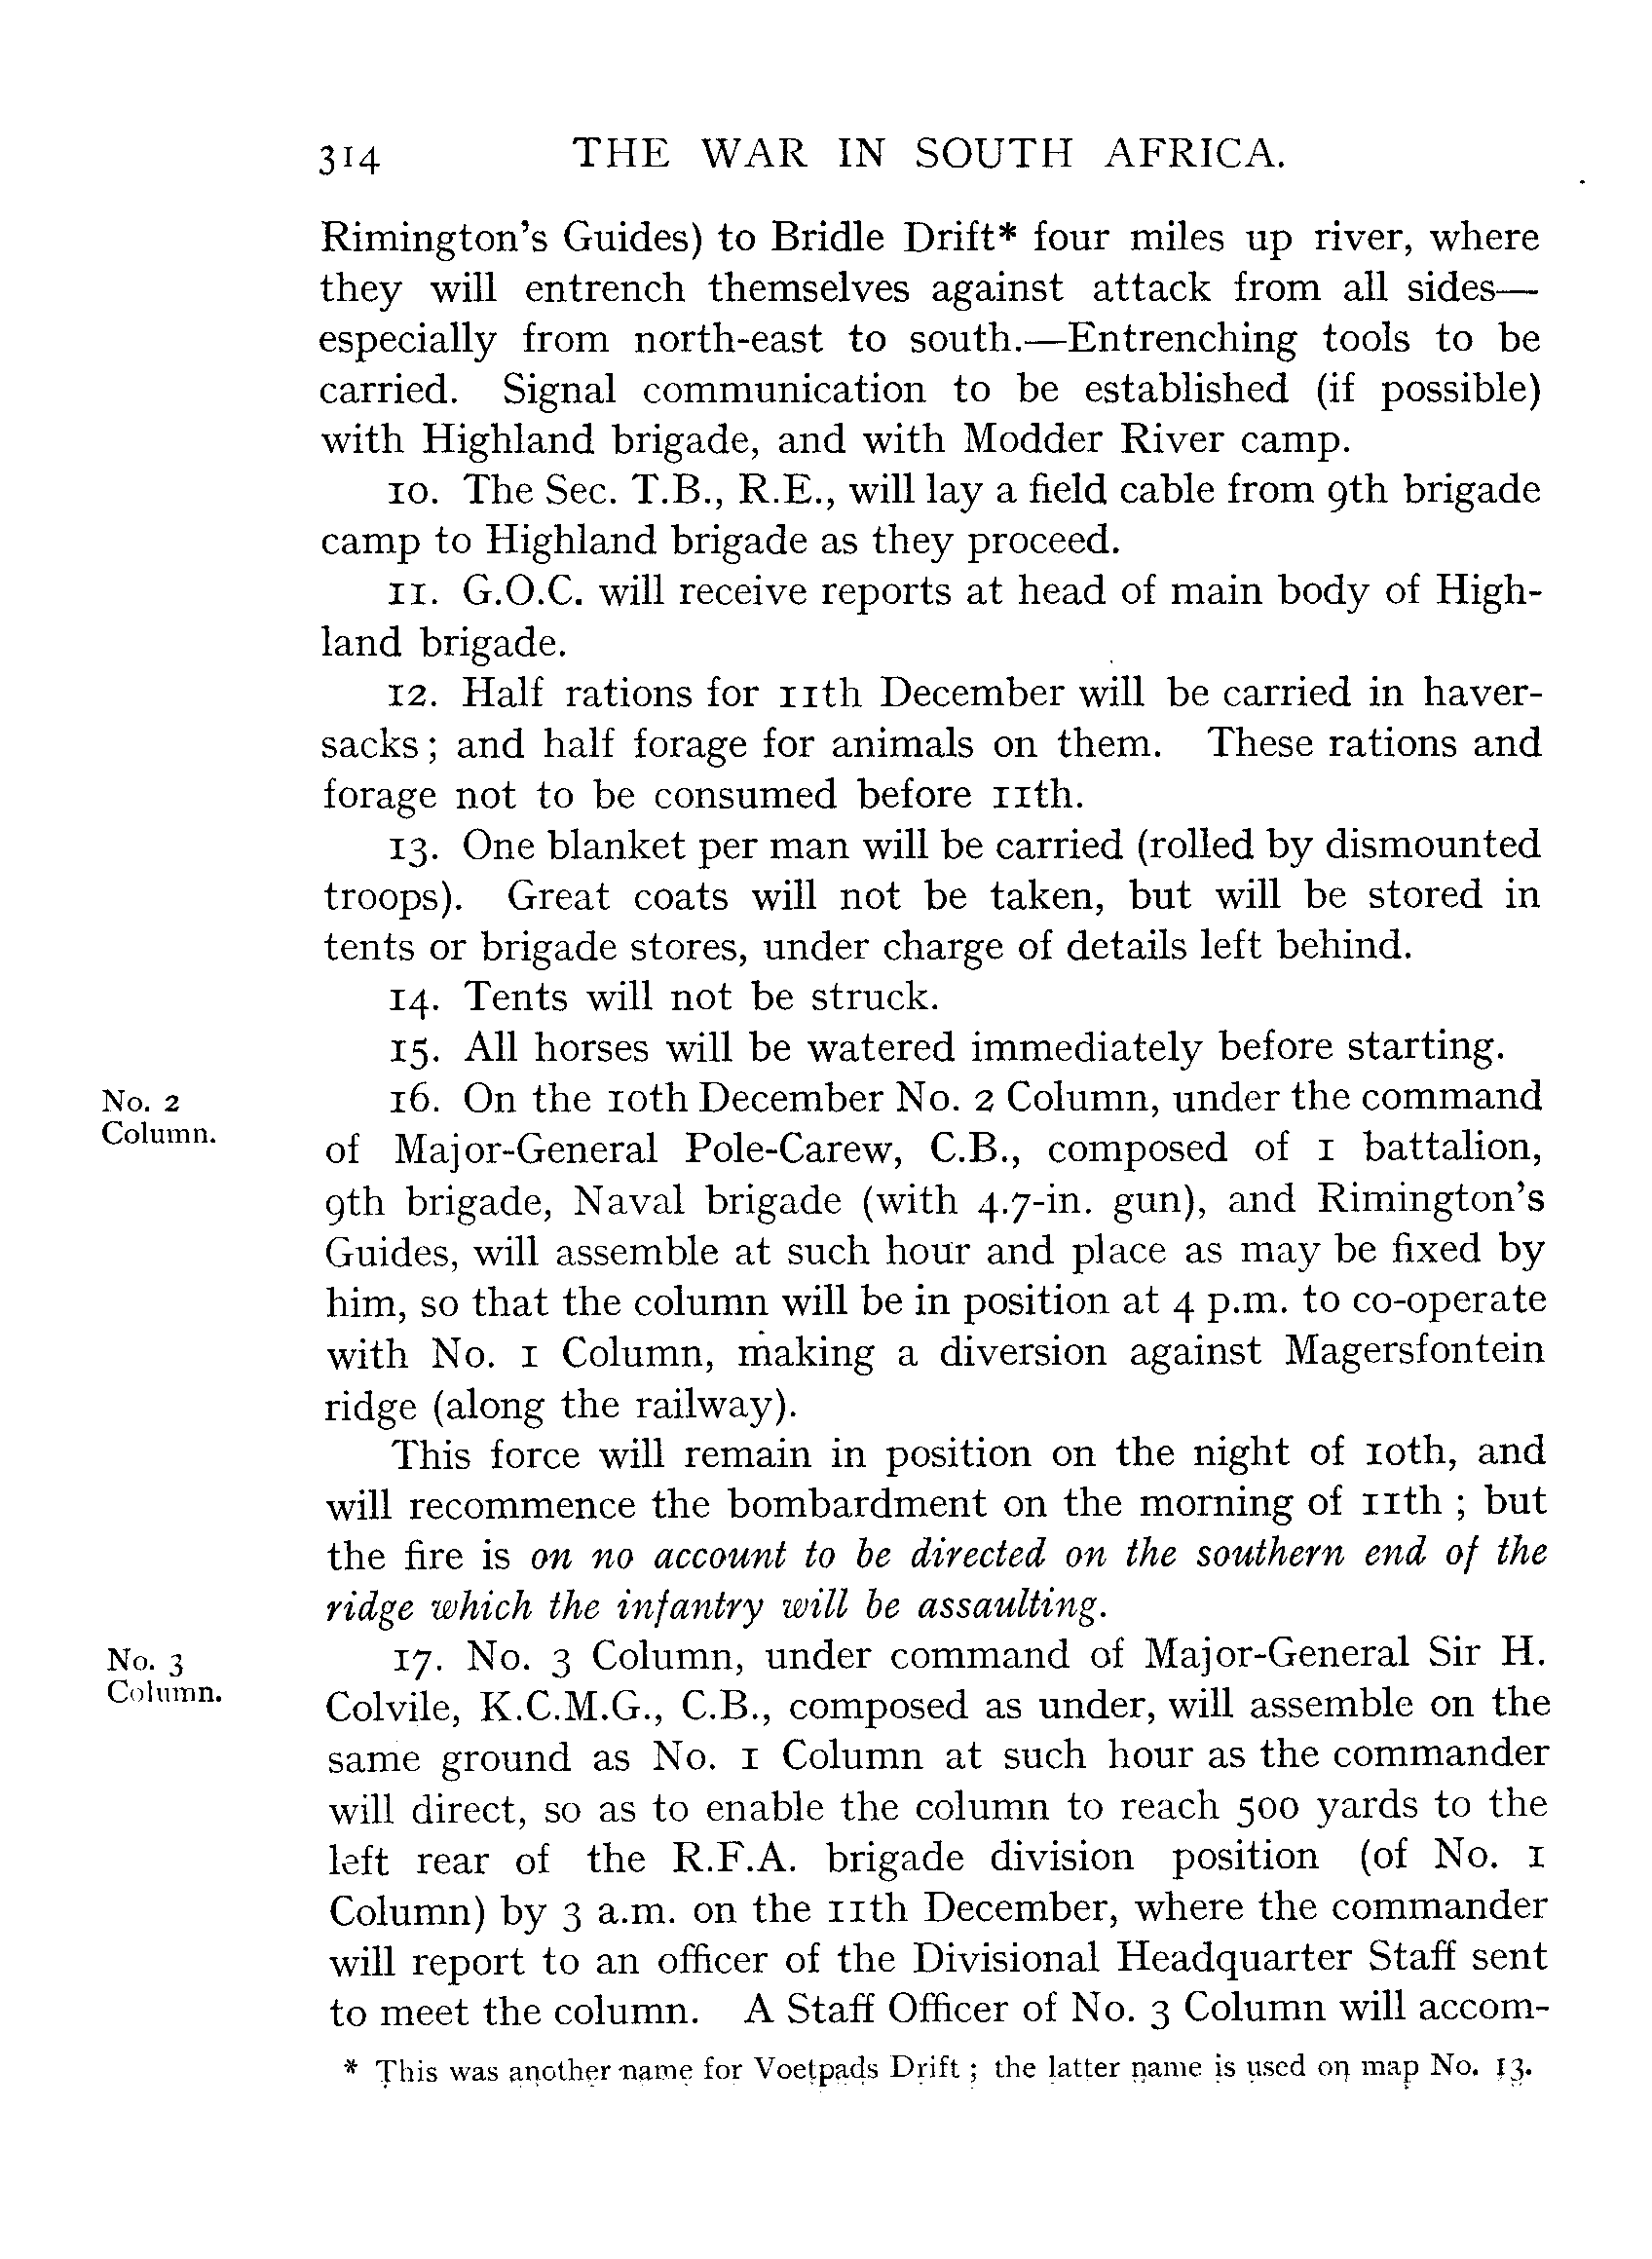 314 THE WAR IN SOUTH AFRICA.
Rimington's Guides) to Bridle Drift* four miles up river, where
they will entrench themselves against attack from all sides—
especially from north-east to south.—Entrenching tools to be
carried. Signal communication to be established (if possible)
with Highland brigade, and with Modder River camp.
10. The Sec. T.B., R.E., will lay a field cable from 9th brigade
camp to Highland brigade as they proceed.
11. G.O.C. will receive reports at head of main body of High-
land brigade.
12. Half rations for 11th December will be carried in haver-
sacks; and half forage for animals on them. These rations and
forage not to be consumed before 11th.
13. One blanket per man will be carried (rolled by dismounted
troops). Great coats will not be taken, but will be stored in
tents or brigade stores, under charge of details left behind.
14. Tents will not be struck.
15. All horses will be watered immediately before starting.
No. 2
Column.
16. On the 10th December No. 2 Column, under the command
of Major-General Pole-Carew, C.B., composed of 1 battalion,
9th brigade, Naval brigade (with 4.7-in. gun), and Rimington's
Guides, will assemble at such hour and place as may be fixed by
him, so that the column will be in position at 4 p.m. to co-operate
with No. 1 Column, making a diversion against Magersfontein
ridge (along the railway).
This force will remain in position on the night of 10th, and
will recommence the bombardment on the morning of 11th ; but
the fire is on no account to be directed on the southern end of the
ridge which the infantry will be assaulting.
No. 3
Column.
17. No. 3 Column, under command of Major-General Sir H.
Colvile, K.C.M.G., C.B., composed as under, will assemble on the
same ground as No. 1 Column at such hour as the commander
will direct, so as to enable the column to reach 500 yards to the
left rear of the R.F.A. brigade division position (of No. 1
Column) by 3 a.m. on the 11th December, where the commander
will report to an officer of the Divisional Headquarter Staff sent
to meet the column. A Staff Officer of No. 3 Column will accom-
* This was another name for Voetpads Drift ; the latter name is used on map No. 13.